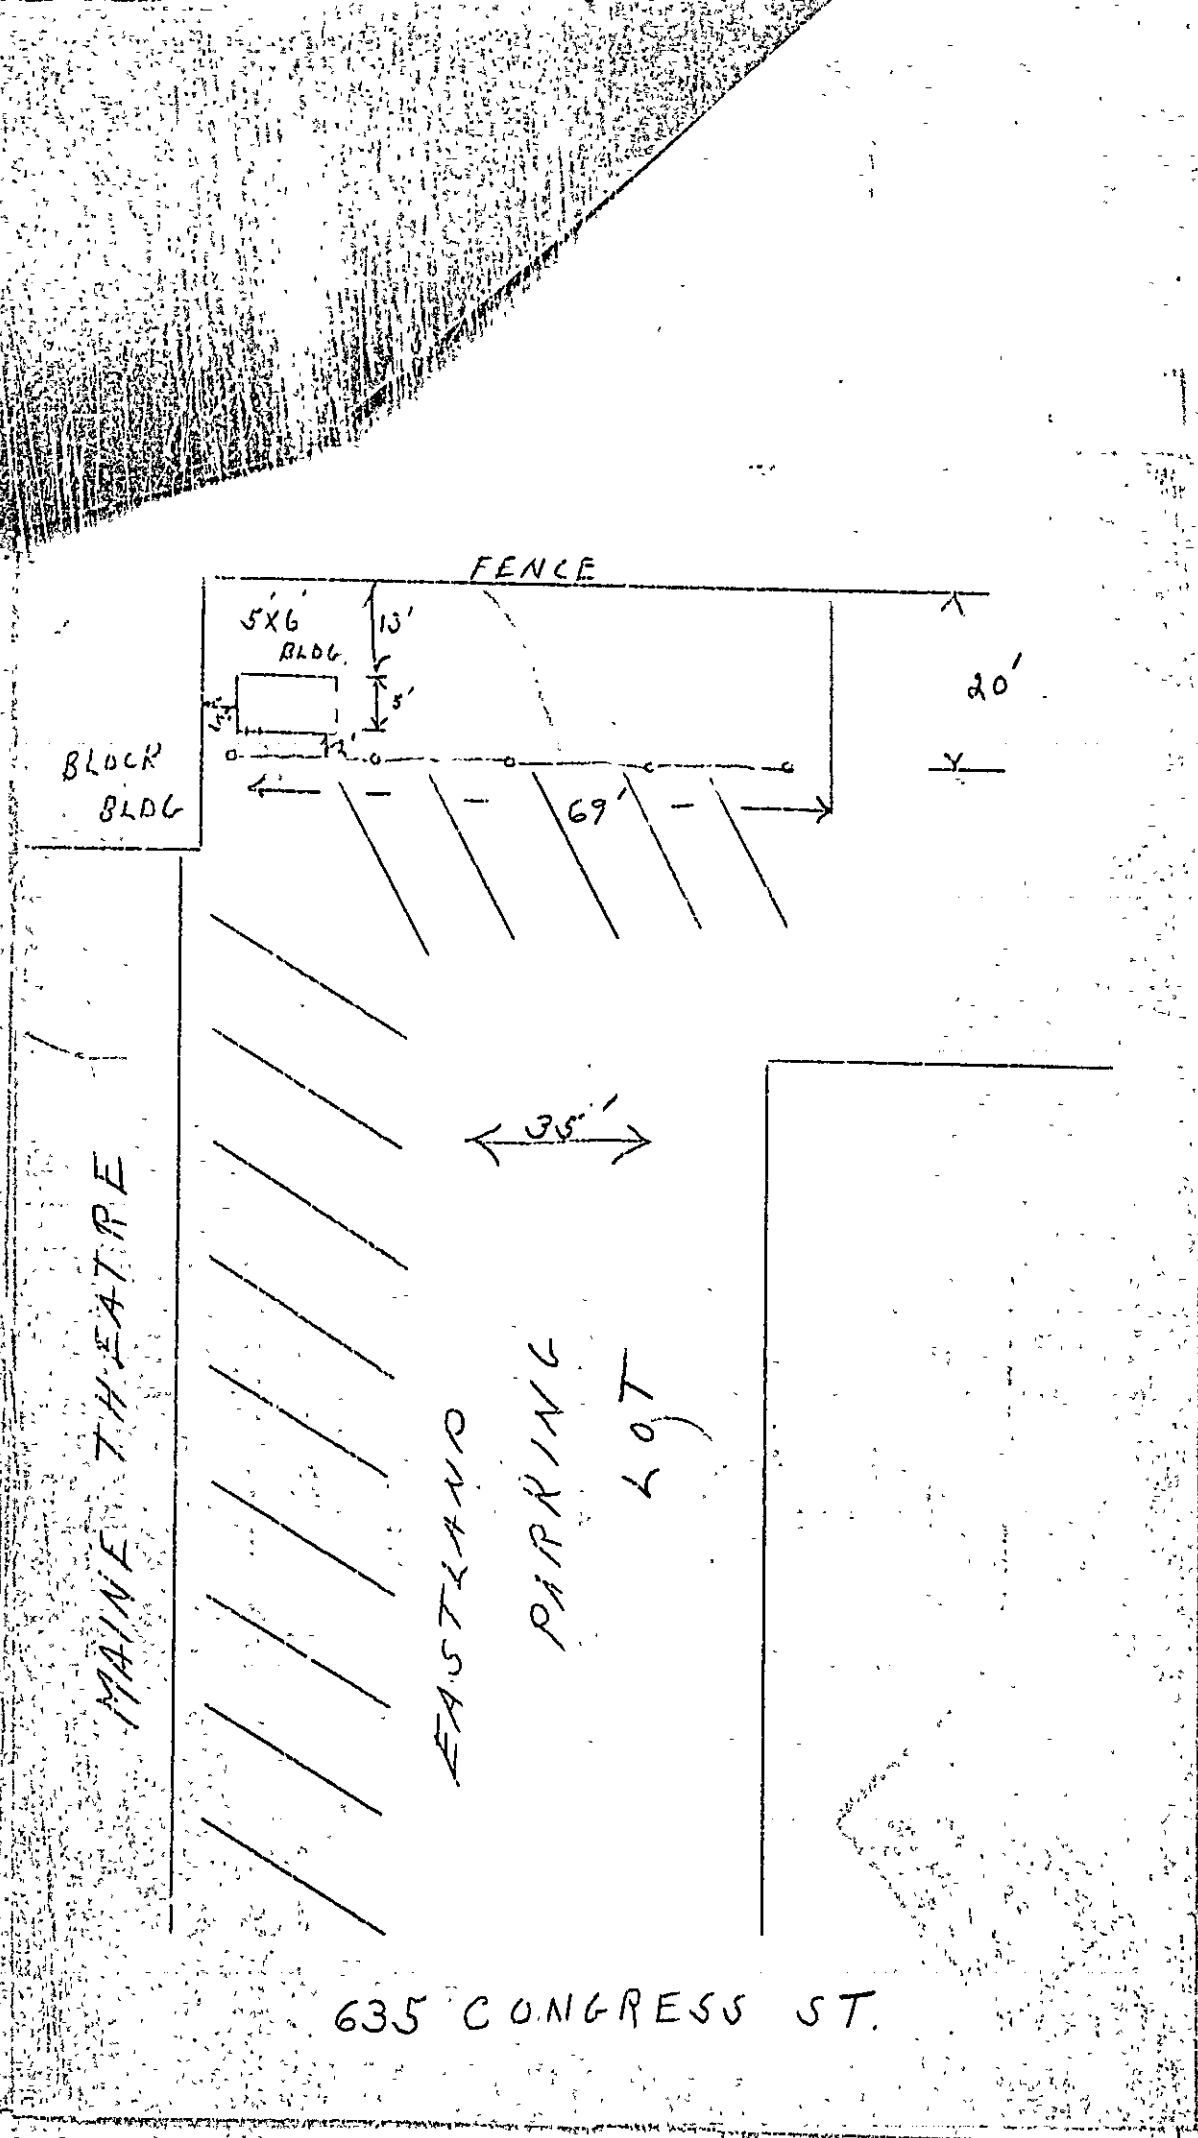 FENCE
5'X6'
BLDG.
13'
5'
2'
20'
BLOCK
BLDG
69'
35'
MAINE THEATRE
EASTLAND
PARKING
LOT
635 CONGRESS ST.